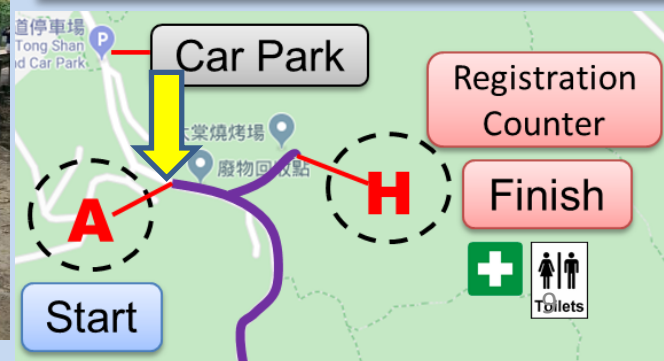 道停車場
Tong Shan
d Car Park
P
Car Park
Registration
Counter
大棠燒烤場
廢物回收點
A
H
Finish
Start
Toilets
9